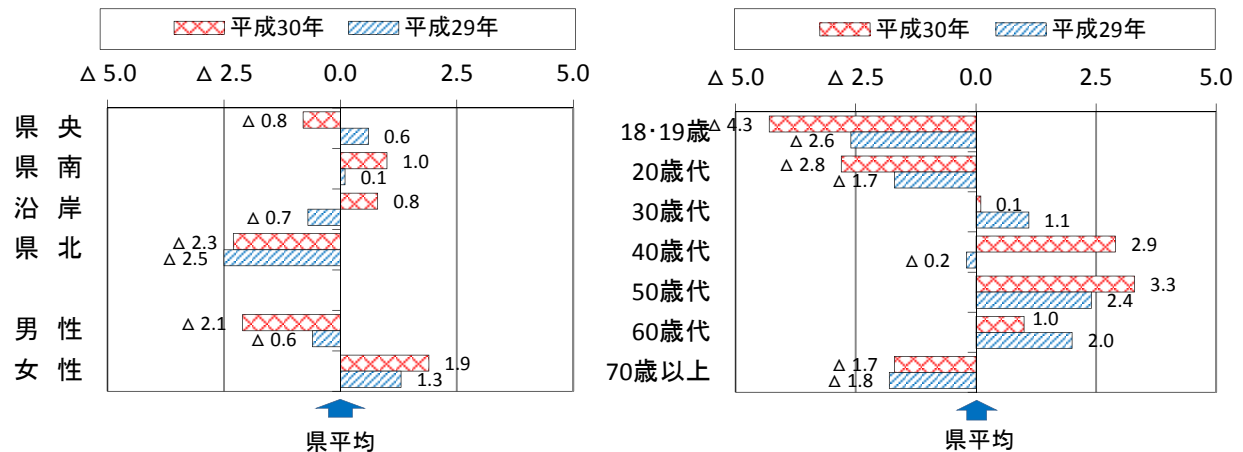 平成30年 平成29年
△ 5.0 △ 2.5 0.0 2.5 5.0
県 央 △ 0.8 0.6
県 南 1.0 0.1
沿 岸 0.8 △ 0.7
県 北 △ 2.3 △ 2.5
男 性 △ 2.1 △ 0.6
女 性 1.9 1.3
県平均
平成30年 平成29年
△ 5.0 △ 2.5 0.0 2.5 5.0
18･19歳 △ 4.3 △ 2.6
20歳代 △ 2.8 △ 1.7
30歳代 0.1 1.1
40歳代 2.9 △ 0.2
50歳代 3.3 2.4
60歳代 1.0 2.0
70歳以上 △ 1.7 △ 1.8
県平均